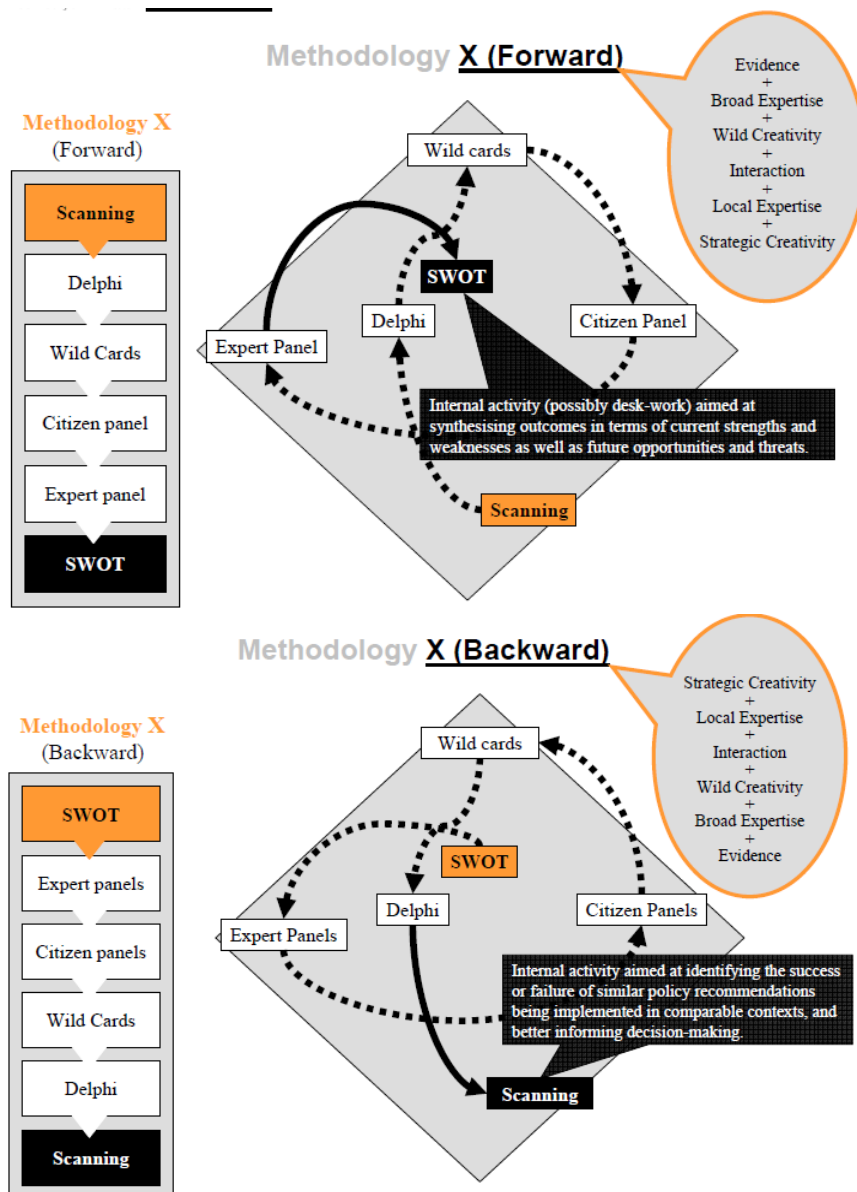 Methodology X (Forward)
Evidence
+
Broad Expertise
+
Wild Creativity
+
Interaction
+
Local Expertise
+
Strategic Creativity
Methodology X
(Forward)
Scanning
Delphi
Wild Cards
Citizen panel
Expert panel
SWOT
Wild cards
SWOT
Delphi
Citizen Panel
Expert Panel
Internal activity (possibly desk-work) aimed at
synthesising outcomes in terms of current strengths and
weaknesses as well as future opportunities and threats.
Scanning
Methodology X (Backward)
Strategic Creativity
+
Local Expertise
+
Interaction
+
Wild Creativity
+
Broad Expertise
+
Evidence
Methodology X
(Backward)
SWOT
Expert panels
Citizen panels
Wild Cards
Delphi
Scanning
Wild cards
SWOT
Delphi
Citizen Panels
Expert Panels
Internal activity aimed at identifying the success
or failure of similar policy recommendations
being implemented in comparable contexts, and
better informing decision-making.
Scanning